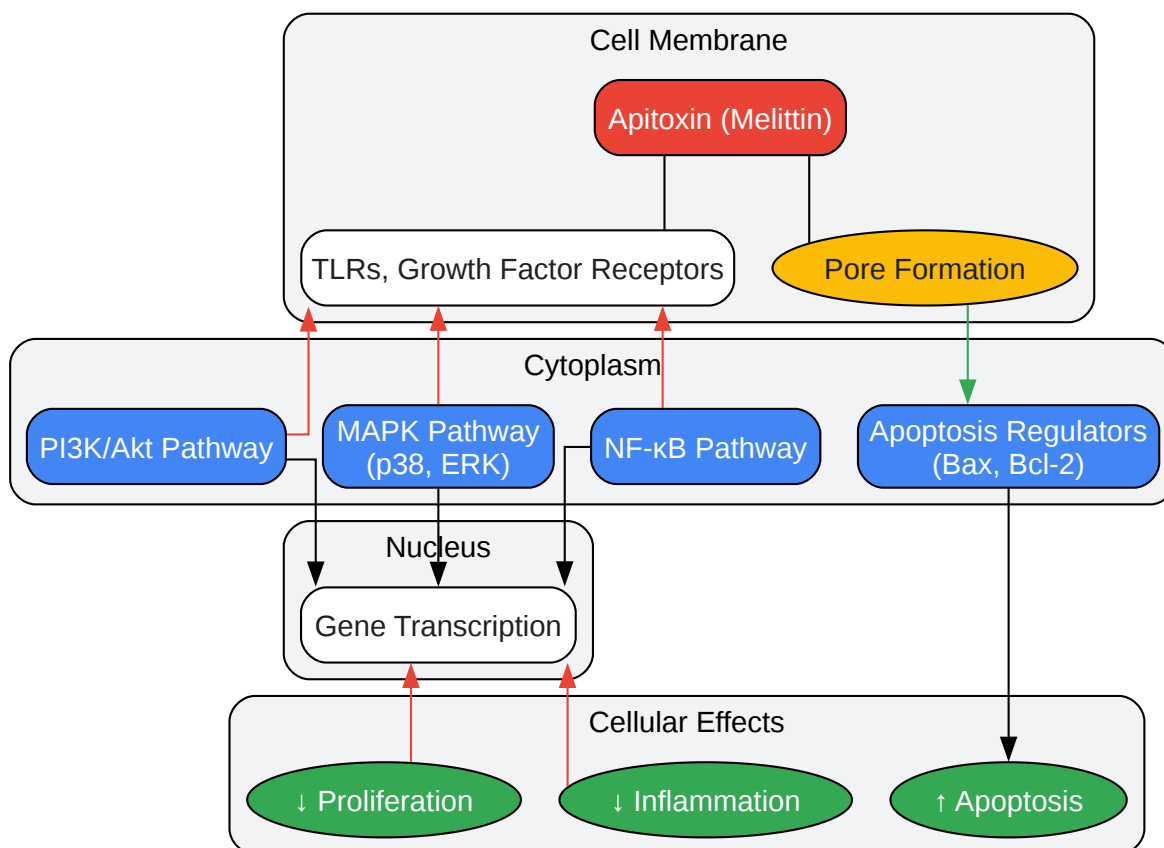 Cell Membrane
Apitoxin (Melittin)
TLRs, Growth Factor Receptors
Pore Formation
Cytoplasm
PI3K/Akt Pathway
MAPK Pathway
(p38, ERK)
NF-κB Pathway
Apoptosis Regulators
(Bax, Bcl-2)
Nucleus
Gene Transcription
Cellular Effects
↓ Proliferation
↓ Inflammation
↑ Apoptosis